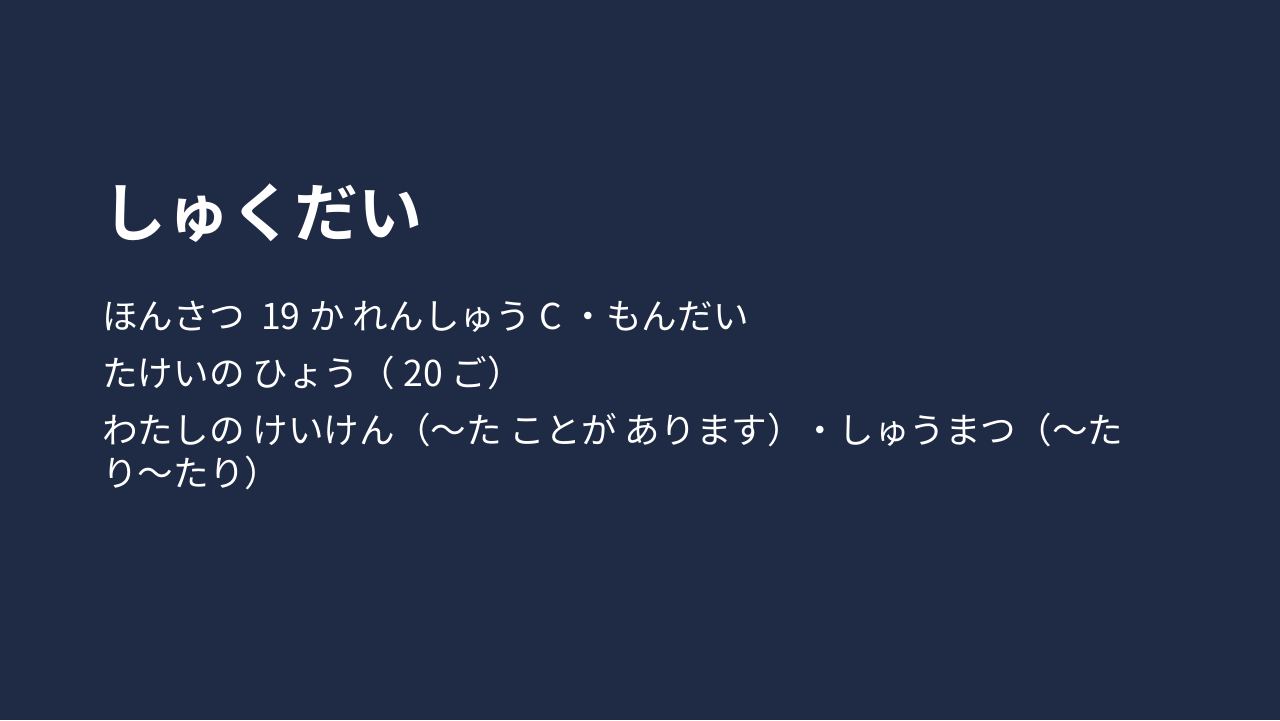 しゅくだい
ほんさつ 19 か れんしゅう C ・もんだい
たけいの ひょう（ 20 ご）
わたしの けいけん（～た ことが あります）・しゅうまつ（～た
り～たり）